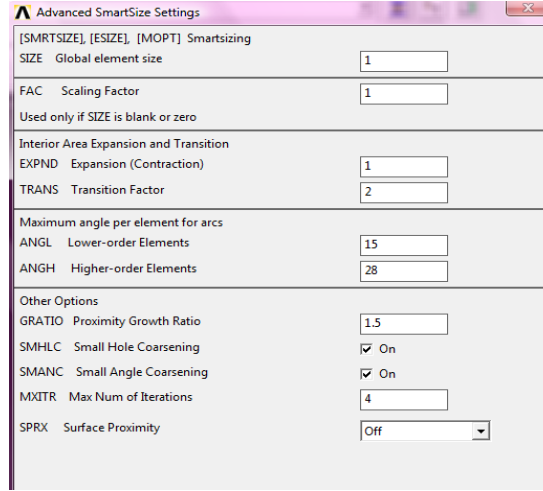 Advanced SmartSize Settings
[SMRTSIZE], [ESIZE], [MOPT] Smartsizing
SIZE Global element size 1
FAC Scaling Factor 1
Used only if SIZE is blank or zero
Interior Area Expansion and Transition
EXPND Expansion (Contraction) 1
TRANS Transition Factor 2
Maximum angle per element for arcs
ANGL Lower-order Elements 15
ANGH Higher-order Elements 28
Other Options
GRATIO Proximity Growth Ratio 1.5
SMHLC Small Hole Coarsening On
SMANC Small Angle Coarsening On
MXITR Max Num of Iterations 4
SPRX Surface Proximity Off